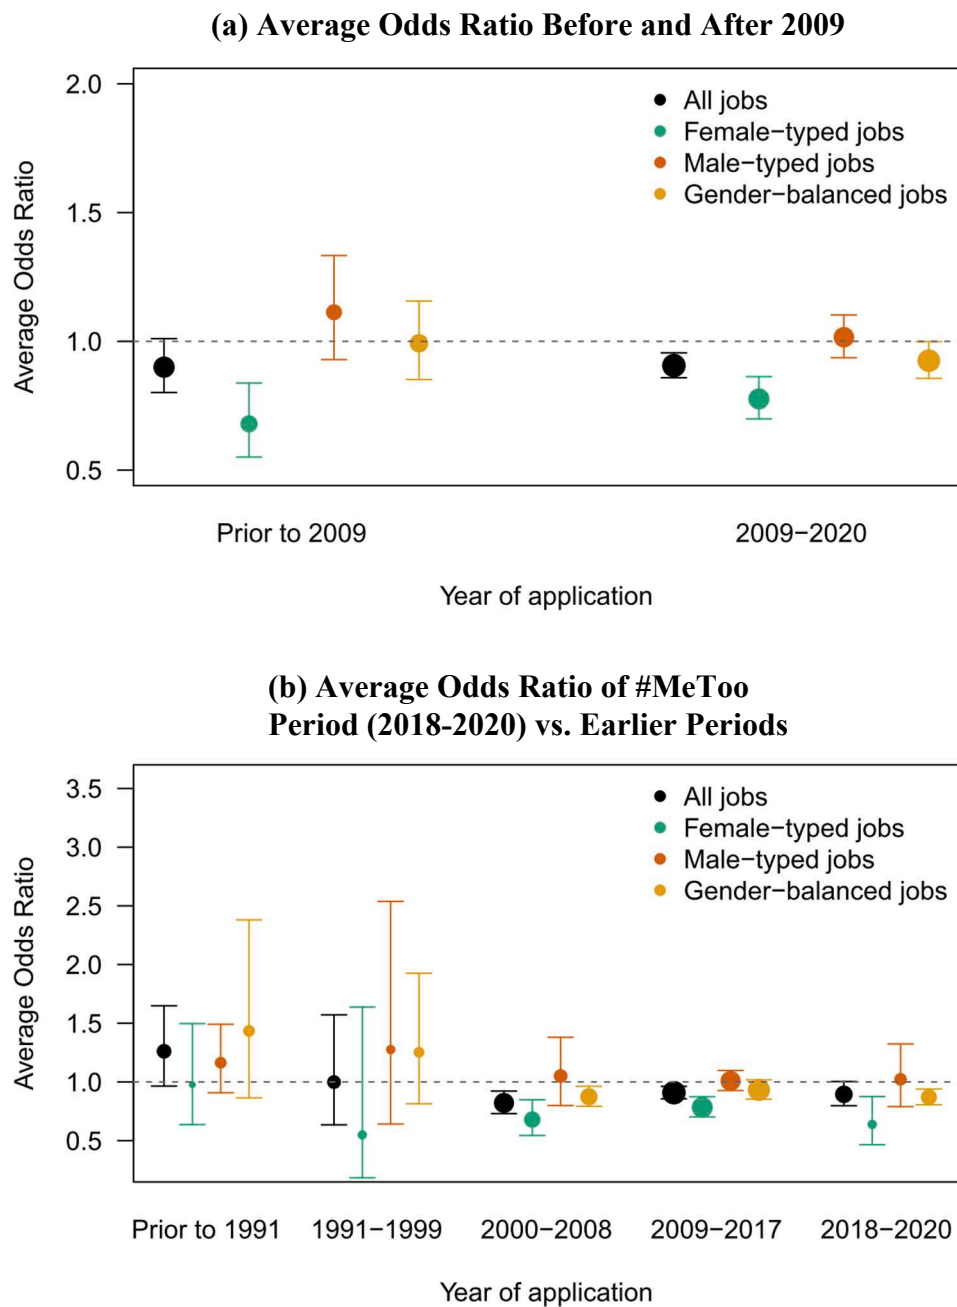 (a) Average Odds Ratio Before and After 2009
2.0
1.5
1.0
0.5
Average Odds Ratio
All jobs
Female−typed jobs
Male−typed jobs
Gender−balanced jobs
Prior to 2009
2009−2020
Year of application
(b) Average Odds Ratio of #MeToo
Period (2018-2020) vs. Earlier Periods
3.5
3.0
2.5
2.0
1.5
1.0
0.5
Average Odds Ratio
All jobs
Female−typed jobs
Male−typed jobs
Gender−balanced jobs
Prior to 1991
1991−1999
2000−2008
2009−2017
2018−2020
Year of application